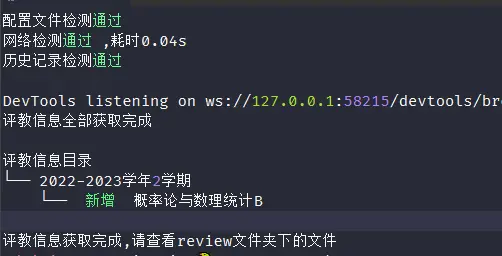 配置文件检测通过
网络检测通过 ,耗时0.04s
历史记录检测通过
DevTools listening on ws://127.0.0.1:58215/devtools/br
评教信息全部获取完成
评教信息目录
└── 2022-2023学年2学期
└── 新增 概率论与数理统计B
评教信息获取完成,请查看review文件夹下的文件